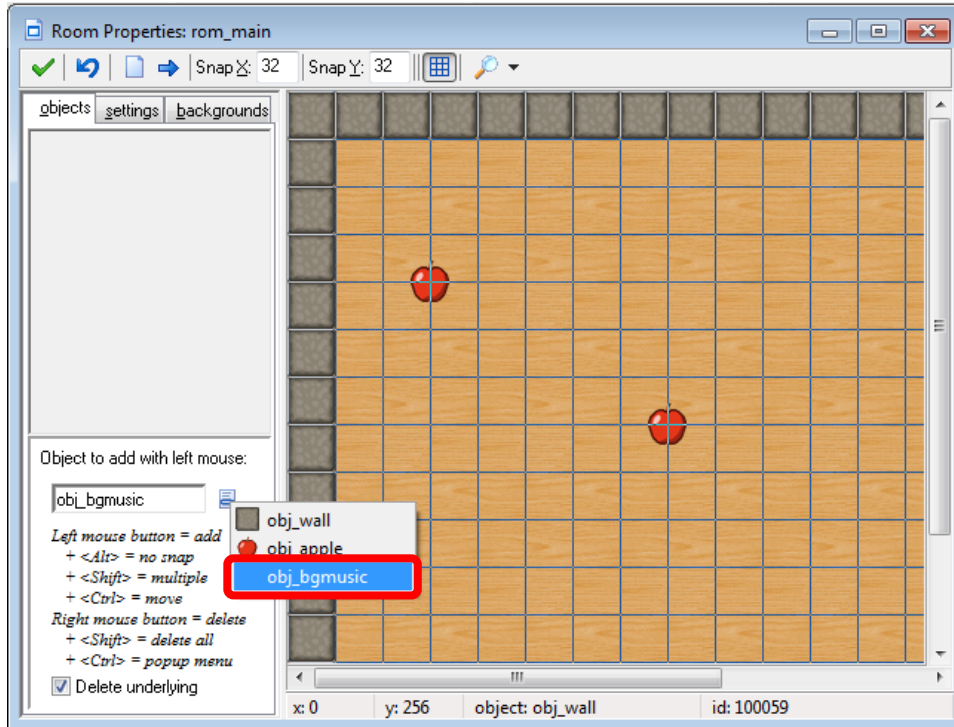 Room Properties: rom_main
Snap X: 32 Snap Y: 32
objects settings backgrounds
Object to add with left mouse:
obj_bgmusic
obj_wall
obj_apple
obj_bgmusic
Left mouse button = add
+ <Alt> = no snap
+ <Shift> = multiple
+ <Ctrl> = move
Right mouse button = delete
+ <Shift> = delete all
+ <Ctrl> = popup menu
Delete underlying
x: 0 y: 256 object: obj_wall id: 100059